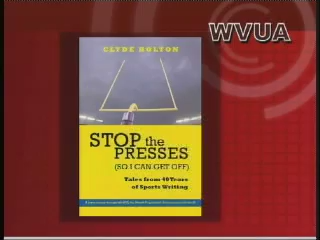 WVUA
CLYDE BOLTON
STOP the
PRESSES
(SO I CAN GET OFF)
Tales from 40 Years
of Sports Writing